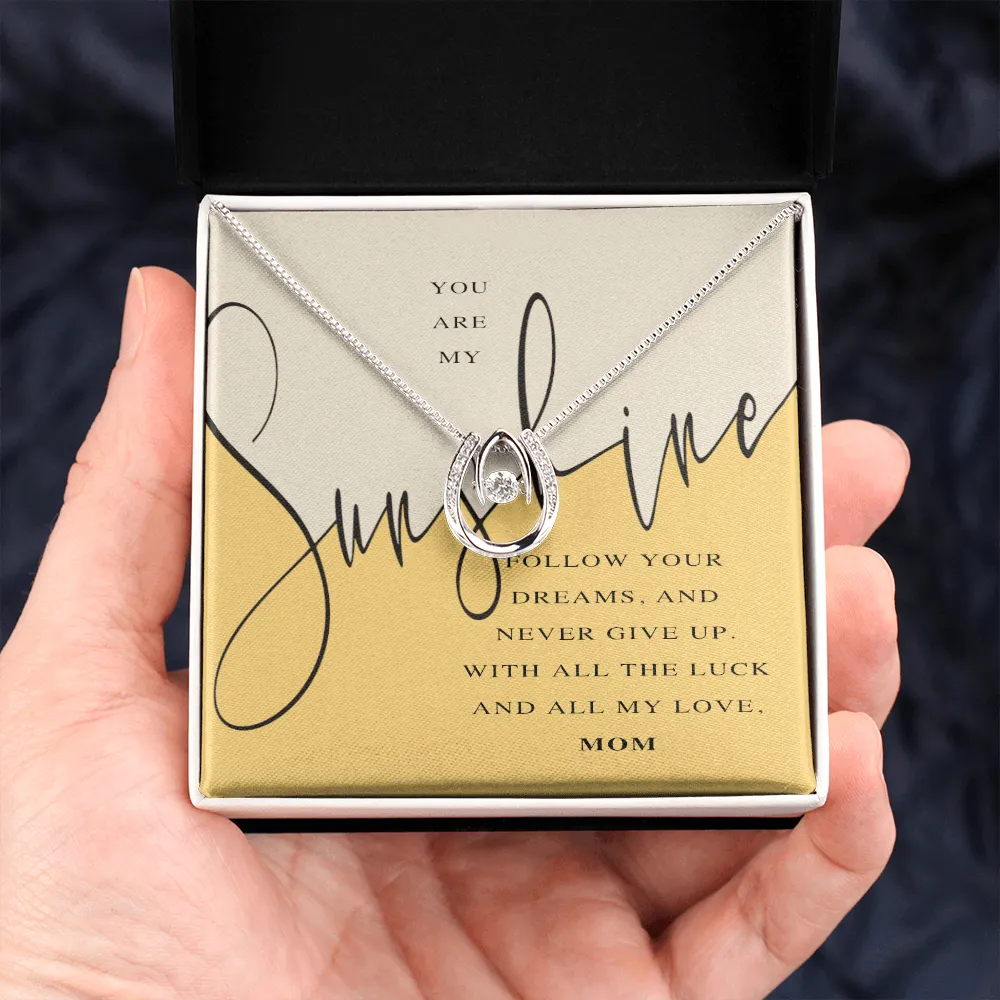 YOU
ARE
MY
Sunshine
FOLLOW YOUR
DREAMS, AND
NEVER GIVE UP.
WITH ALL THE LUCK
AND ALL MY LOVE,
MOM